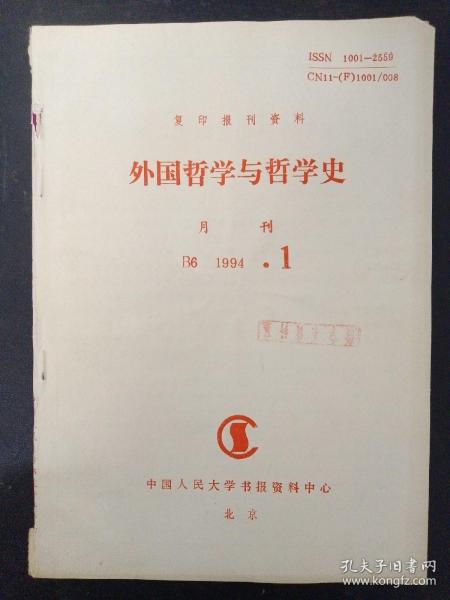 ISSN 1001—2559
CN11—(F)1001/008
复印报刊资料
外国哲学与哲学史
月刊
B6 1994 .1
中国人民大学书报资料中心
北京
孔夫子旧书网
www.kongfz.com